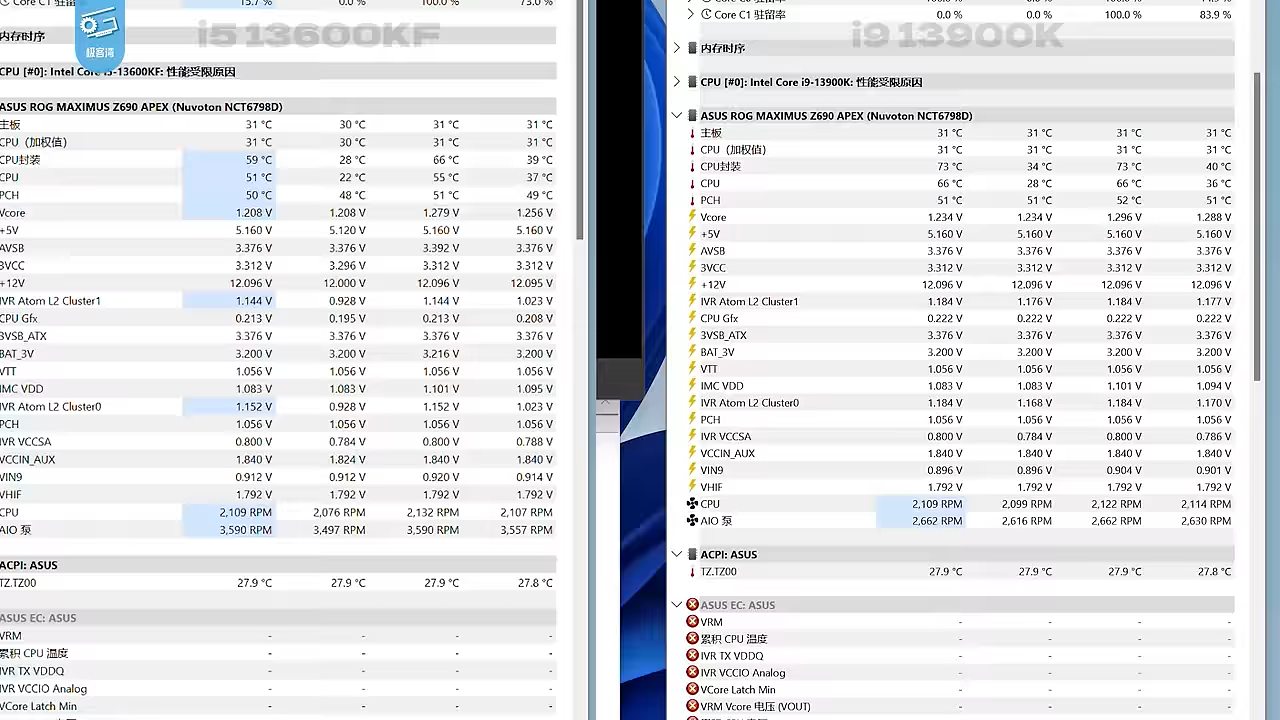 Core C1 驻留率 15.7 % 0.0 % 100.0 % 73.0 %
极客湾
内存时序
i5 13600KF
CPU [#0]: Intel Core i5-13600KF: 性能受限原因
ASUS ROG MAXIMUS Z690 APEX (Nuvoton NCT6798D)
主板 31 °C 30 °C 31 °C 31 °C
CPU（加权值) 31 °C 30 °C 31 °C 31 °C
CPU封装 59 °C 28 °C 66 °C 39 °C
CPU 51 °C 22 °C 55 °C 37 °C
PCH 50 °C 48 °C 51 °C 49 °C
Vcore 1.208 V 1.208 V 1.279 V 1.256 V
+5V 5.160 V 5.120 V 5.160 V 5.160 V
AVSB 3.376 V 3.376 V 3.392 V 3.376 V
3VCC 3.312 V 3.296 V 3.312 V 3.312 V
+12V 12.096 V 12.000 V 12.096 V 12.095 V
IVR Atom L2 Cluster1 1.144 V 0.928 V 1.144 V 1.023 V
CPU Gfx 0.213 V 0.195 V 0.213 V 0.208 V
3VSB_ATX 3.376 V 3.376 V 3.376 V 3.376 V
BAT_3V 3.200 V 3.200 V 3.216 V 3.200 V
VTT 1.056 V 1.056 V 1.056 V 1.056 V
IMC VDD 1.083 V 1.083 V 1.101 V 1.095 V
IVR Atom L2 Cluster0 1.152 V 0.928 V 1.152 V 1.023 V
PCH 1.056 V 1.056 V 1.056 V 1.056 V
IVR VCCSA 0.800 V 0.784 V 0.800 V 0.788 V
VCCIN_AUX 1.840 V 1.824 V 1.840 V 1.840 V
VIN9 0.912 V 0.912 V 0.920 V 0.914 V
VHIF 1.792 V 1.792 V 1.792 V 1.792 V
CPU 2,109 RPM 2,076 RPM 2,132 RPM 2,107 RPM
AIO 泵 3,590 RPM 3,497 RPM 3,590 RPM 3,557 RPM
ACPI: ASUS
TZ.TZ00 27.9 °C 27.9 °C 27.9 °C 27.8 °C
ASUS EC: ASUS
VRM - - - -
累积 CPU 温度 - - - -
IVR TX VDDQ - - - -
IVR VCCIO Analog - - - -
VCore Latch Min - - - -
Core C1 驻留率 0.0 % 0.0 % 100.0 % 83.9 %
内存时序
i9 13900K
CPU [#0]: Intel Core i9-13900K: 性能受限原因
ASUS ROG MAXIMUS Z690 APEX (Nuvoton NCT6798D)
主板 31 °C 31 °C 31 °C 31 °C
CPU（加权值) 31 °C 31 °C 31 °C 31 °C
CPU封装 73 °C 34 °C 73 °C 40 °C
CPU 66 °C 28 °C 66 °C 36 °C
PCH 51 °C 51 °C 52 °C 51 °C
Vcore 1.234 V 1.234 V 1.296 V 1.288 V
+5V 5.160 V 5.160 V 5.160 V 5.160 V
AVSB 3.376 V 3.376 V 3.376 V 3.376 V
3VCC 3.312 V 3.312 V 3.312 V 3.312 V
+12V 12.096 V 12.096 V 12.096 V 12.096 V
IVR Atom L2 Cluster1 1.184 V 1.176 V 1.184 V 1.177 V
CPU Gfx 0.222 V 0.222 V 0.222 V 0.222 V
3VSB_ATX 3.376 V 3.376 V 3.376 V 3.376 V
BAT_3V 3.200 V 3.200 V 3.200 V 3.200 V
VTT 1.056 V 1.056 V 1.056 V 1.056 V
IMC VDD 1.083 V 1.083 V 1.101 V 1.094 V
IVR Atom L2 Cluster0 1.184 V 1.168 V 1.184 V 1.170 V
PCH 1.056 V 1.056 V 1.056 V 1.056 V
IVR VCCSA 0.800 V 0.784 V 0.801 V 0.786 V
VCCIN_AUX 1.840 V 1.840 V 1.840 V 1.840 V
VIN9 0.896 V 0.896 V 0.904 V 0.901 V
VHIF 1.792 V 1.792 V 1.792 V 1.792 V
CPU 2,109 RPM 2,099 RPM 2,122 RPM 2,114 RPM
AIO 泵 2,662 RPM 2,616 RPM 2,662 RPM 2,630 RPM
ACPI: ASUS
TZ.TZ00 27.9 °C 27.9 °C 27.9 °C 27.8 °C
ASUS EC: ASUS
VRM - - - -
累积 CPU 温度 - - - -
IVR TX VDDQ - - - -
IVR VCCIO Analog - - - -
VCore Latch Min - - - -
VRM Vcore 电压 (VOUT) - - - -